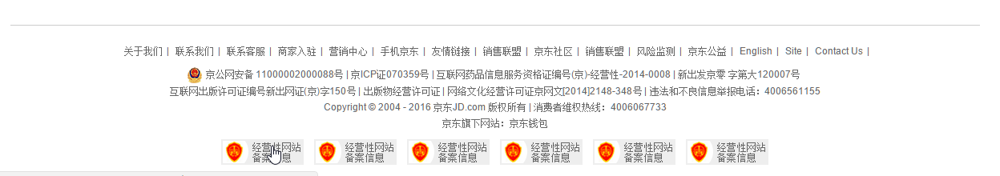 关于我们 | 联系我们 | 联系客服 | 商家入驻 | 营销中心 | 手机京东 | 友情链接 | 销售联盟 | 京东社区 | 销售联盟 | 风险监测 | 京东公益 | English | Site | Contact Us |
京公网安备 11000002000088号 | 京ICP证070359号 | 互联网药品信息服务资格证编号(京)-经营性-2014-0008 | 新出发京零 字第大120007号
互联网出版许可证编号新出网证(京)字150号 | 出版物经营许可证 | 网络文化经营许可证京网文[2014]2148-348号 | 违法和不良信息举报电话：4006561155
Copyright © 2004 - 2016 京东JD.com 版权所有 | 消费者维权热线：4006067733
京东旗下网站：京东钱包
经营性网站 经营性网站 经营性网站 经营性网站 经营性网站 经营性网站
备案信息 备案信息 备案信息 备案信息 备案信息 备案信息